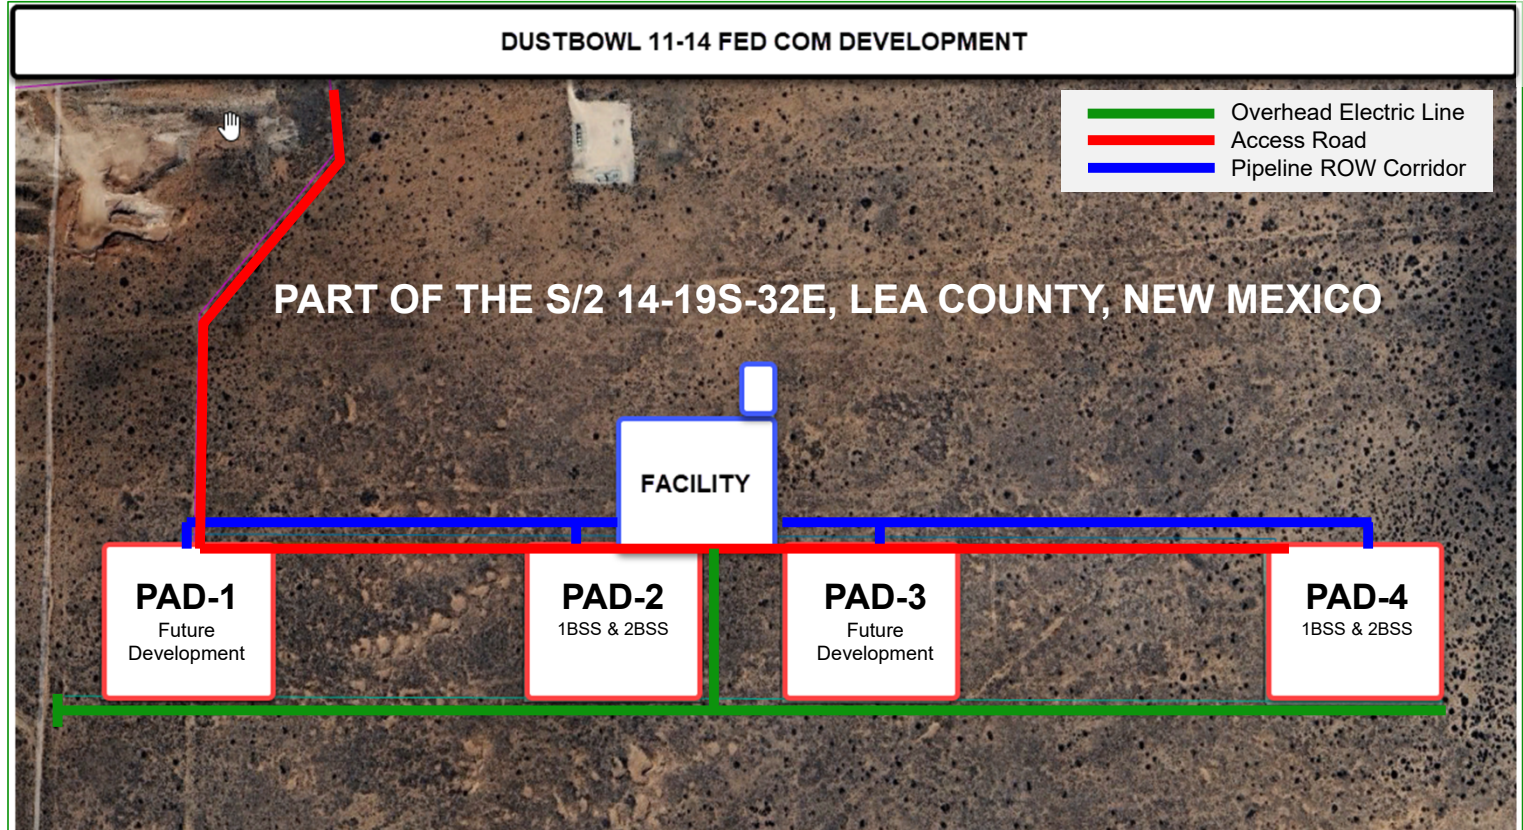 DUSTBOWL 11-14 FED COM DEVELOPMENT
Overhead Electric Line
Access Road
Pipeline ROW Corridor
PART OF THE S/2 14-19S-32E, LEA COUNTY, NEW MEXICO
FACILITY
PAD-1
Future
Development
PAD-2
1BSS & 2BSS
PAD-3
Future
Development
PAD-4
1BSS & 2BSS